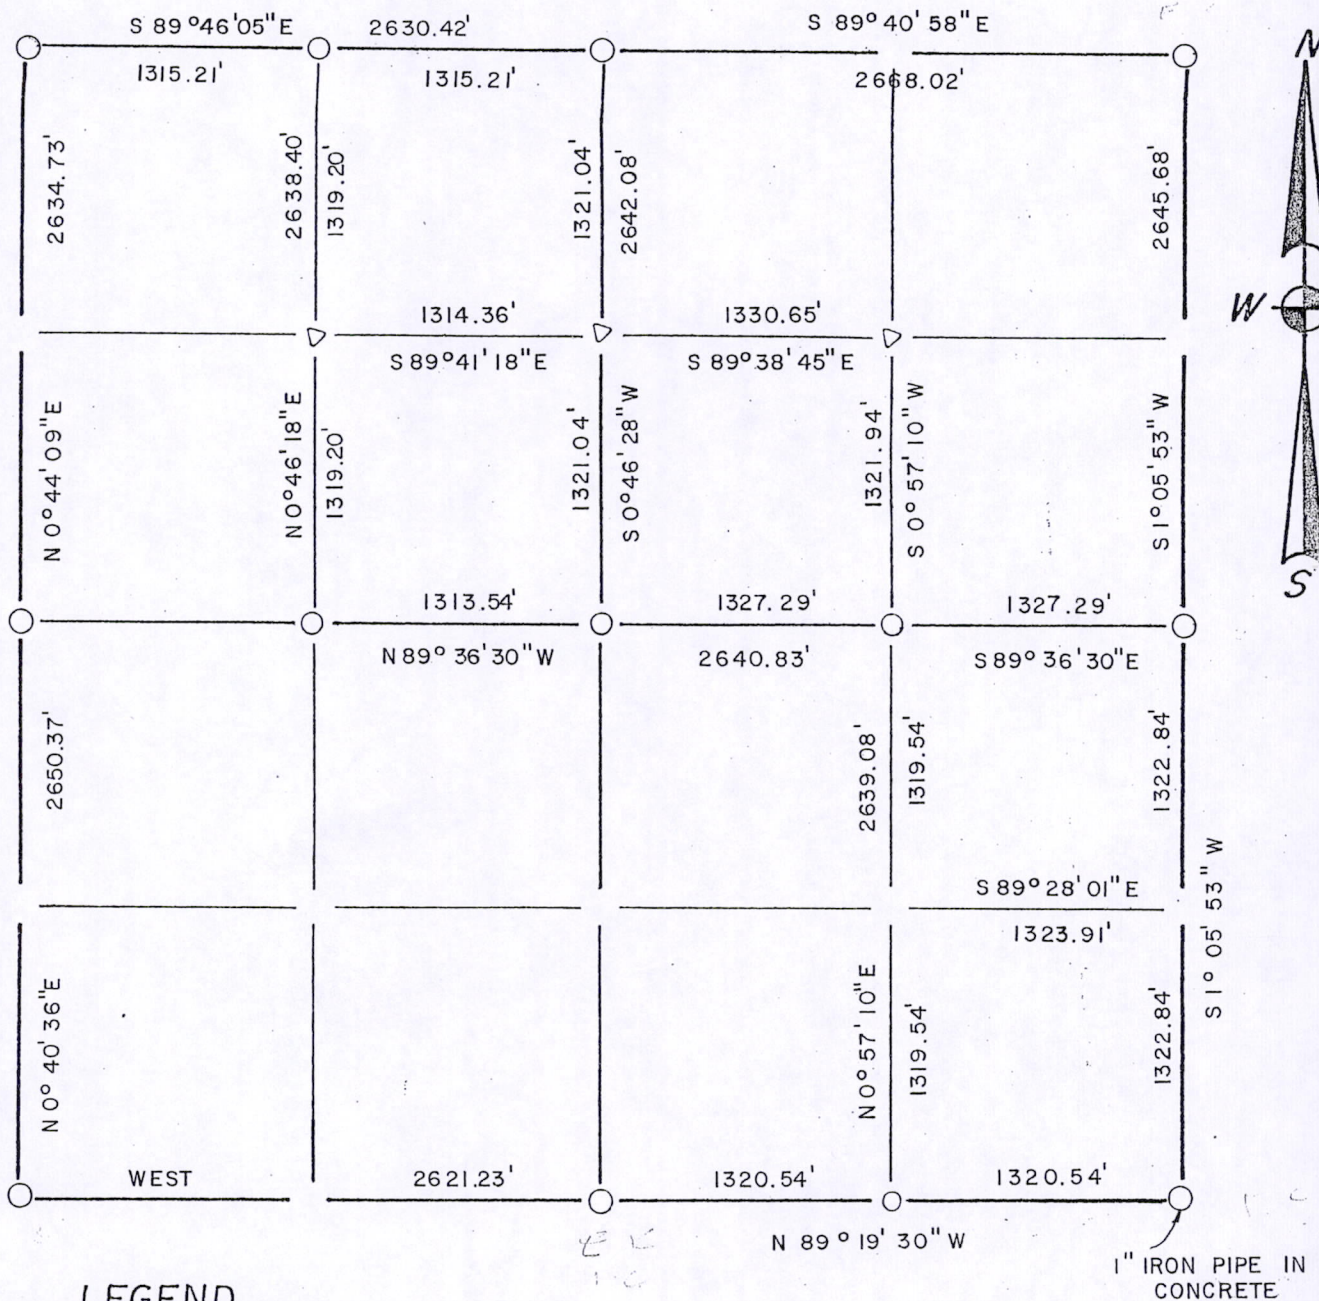 S 89°46'05"E 2630.42' S 89°40'58"E
1315.21' 1315.21' 2668.02'
N
2634.73' 2638.40' 1319.20' 1321.04' 2642.08' 2645.68'
W
1314.36' 1330.65'
S 89°41'18"E S 89°38'45"E
N 0°44'09"E N 0°46'18"E 1319.20' 1321.04' S 0°46'28"W 1321.94' S 0°57'10"W S 1°05'53"W
S
1313.54' 1327.29' 1327.29'
N 89°36'30"W 2640.83' S 89°36'30"E
2650.37' 2639.08' 1319.54' 1322.84'
S 89°28'01"E
1323.91'
S 1°05'53"W
N 0°40'36"E N 0°57'10"E 1319.54' 1322.84'
WEST 2621.23' 1320.54' 1320.54'
N 89°19'30"W
1" IRON PIPE IN
CONCRETE
LEGEND